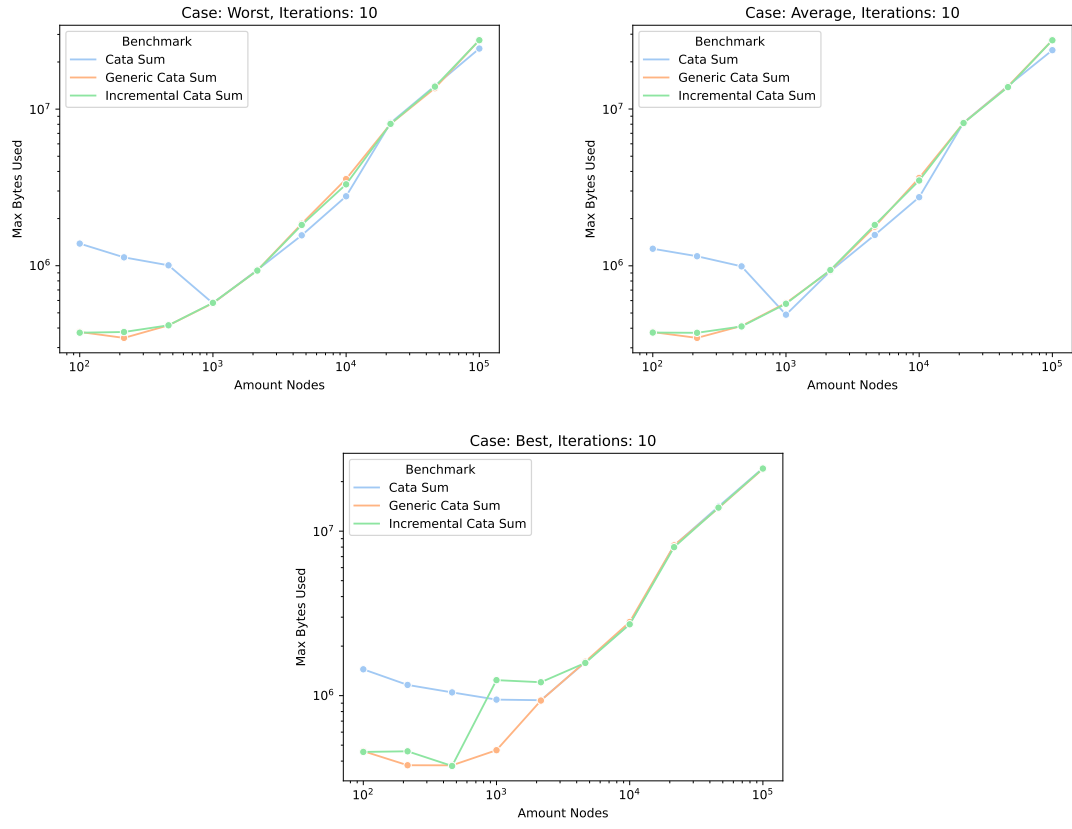 Case: Worst, Iterations: 10
Benchmark
Cata Sum
Generic Cata Sum
Incremental Cata Sum
Max Bytes Used
10^7
10^6
10^2 10^3 10^4 10^5
Amount Nodes
Case: Average, Iterations: 10
Benchmark
Cata Sum
Generic Cata Sum
Incremental Cata Sum
Max Bytes Used
10^7
10^6
10^2 10^3 10^4 10^5
Amount Nodes
Case: Best, Iterations: 10
Benchmark
Cata Sum
Generic Cata Sum
Incremental Cata Sum
Max Bytes Used
10^7
10^6
10^2 10^3 10^4 10^5
Amount Nodes